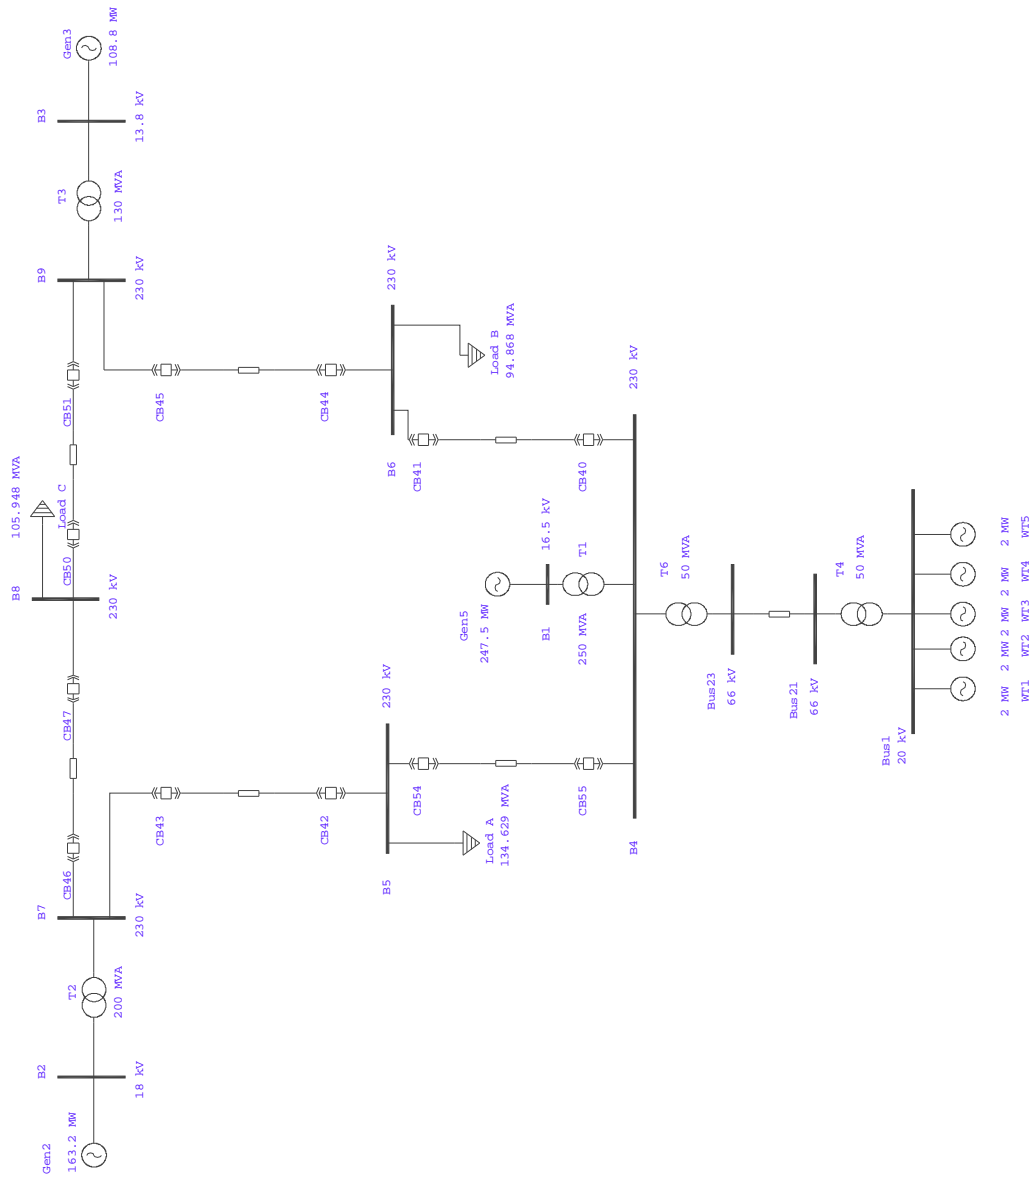 Gen3
108.8 MW
B3
13.8 kV
T3
130 MVA
B9
230 kV
CB51
CB45
CB44
230 kV
Load B
94.868 MVA
B6
CB41
CB40
230 kV
105.948 MVA
Load C
CB50
B8
230 kV
16.5 kV
T1
Gen5
247.5 MW
B1
250 MVA
T6
50 MVA
Bus23
66 kV
Bus21
66 kV
T4
50 MVA
2 MW
WT5
2 MW
WT4
2 MW
WT3
2 MW
WT2
2 MW
WT1
Bus1
20 kV
CB47
230 kV
CB43
CB42
CB54
CB55
Load A
134.629 MVA
B5
B4
CB46
B7
230 kV
T2
200 MVA
B2
18 kV
Gen2
163.2 MW